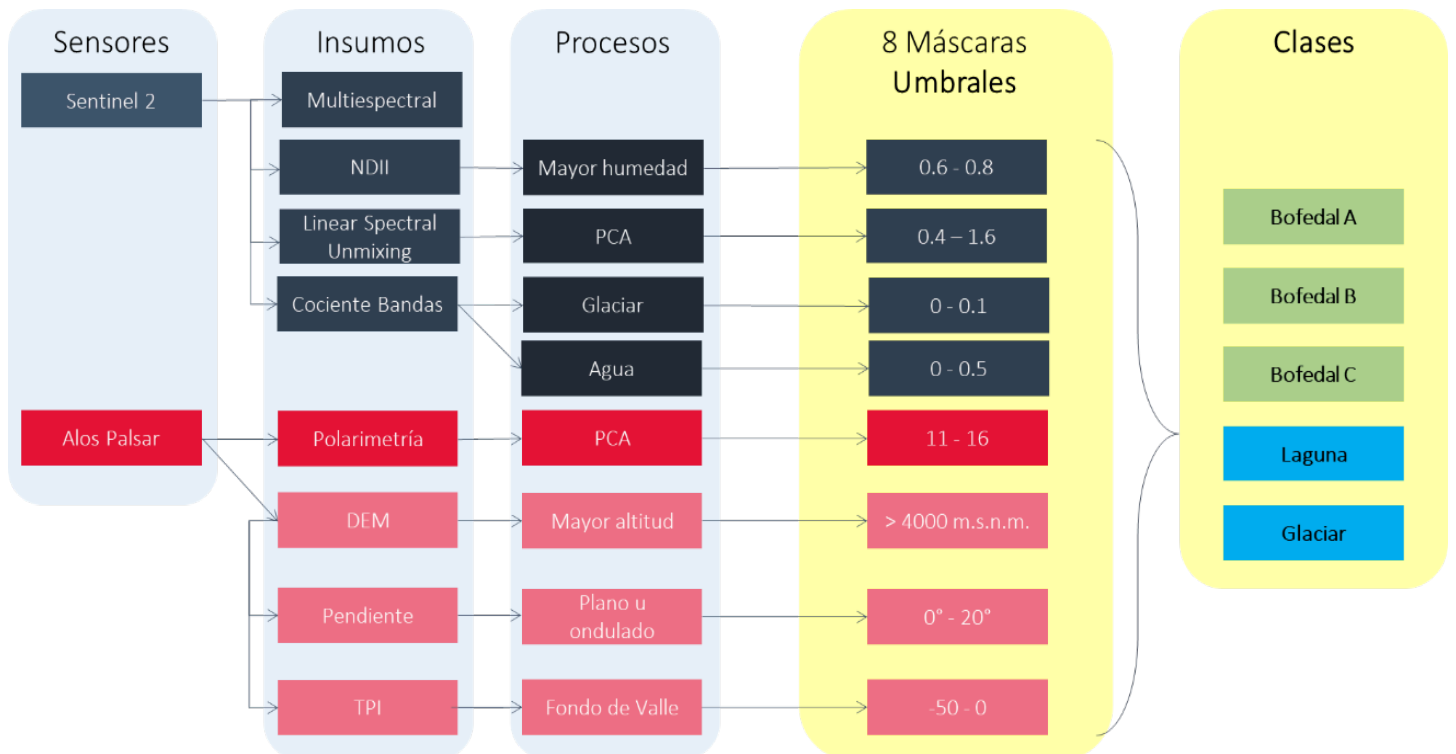 Sensores
Insumos
Procesos
8 Máscaras
Umbrales
Clases
Sentinel 2
Multiespectral
NDII
Mayor humedad
0.6 - 0.8
Linear Spectral
Unmixing
PCA
0.4 – 1.6
Cociente Bandas
Glaciar
0 - 0.1
Agua
0 - 0.5
Alos Palsar
Polarimetría
PCA
11 - 16
DEM
Mayor altitud
> 4000 m.s.n.m.
Pendiente
Plano u
ondulado
0° - 20°
TPI
Fondo de Valle
-50 - 0
Bofedal A
Bofedal B
Bofedal C
Laguna
Glaciar